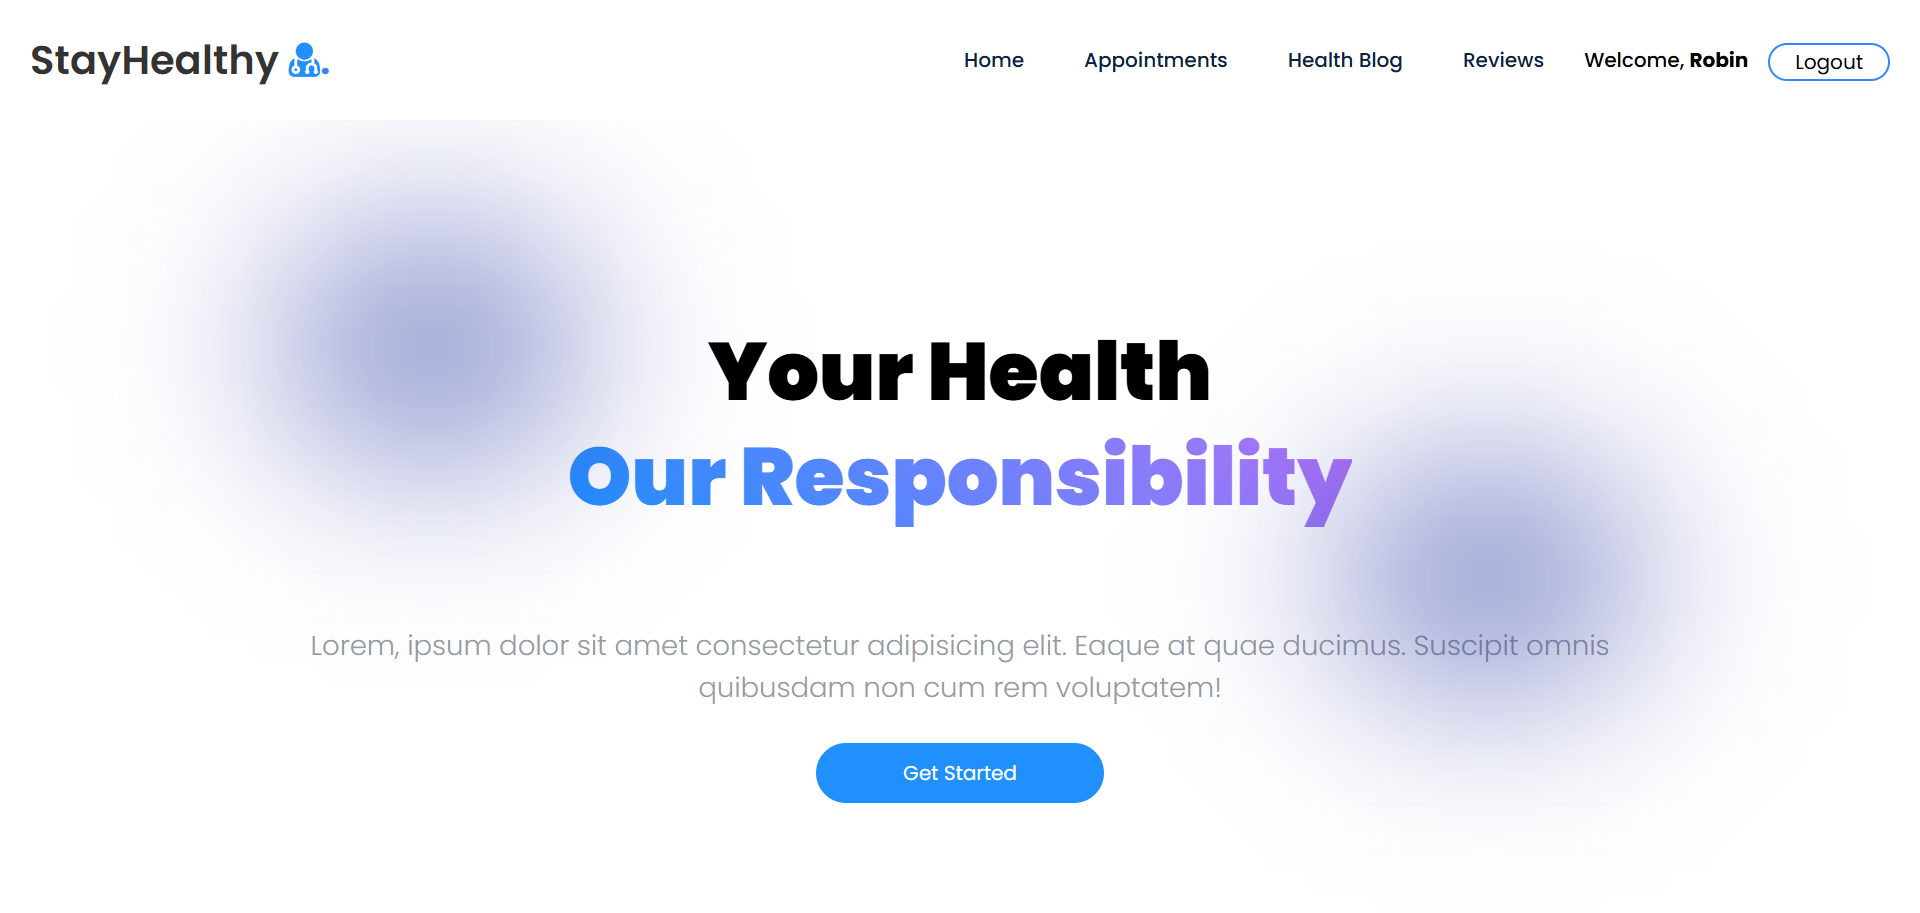 StayHealthy
Home Appointments Health Blog Reviews Welcome, Robin Logout
Your Health
Our Responsibility
Lorem, ipsum dolor sit amet consectetur adipisicing elit. Eaque at quae ducimus. Suscipit omnis
quibusdam non cum rem voluptatem!
Get Started